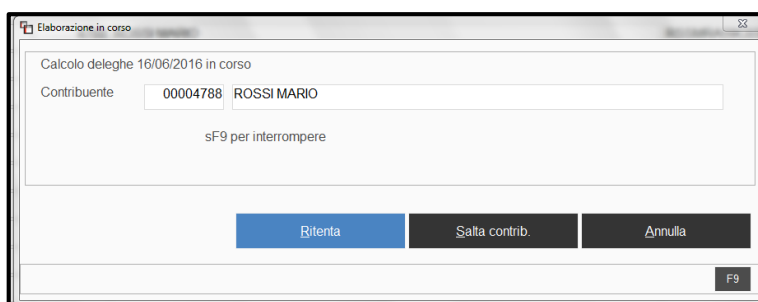 Elaborazione in corso
Calcolo deleghe 16/06/2016 in corso
Contribuente 00004788 ROSSI MARIO
sF9 per interrompere
Ritenta Salta contrib. Annulla
F9